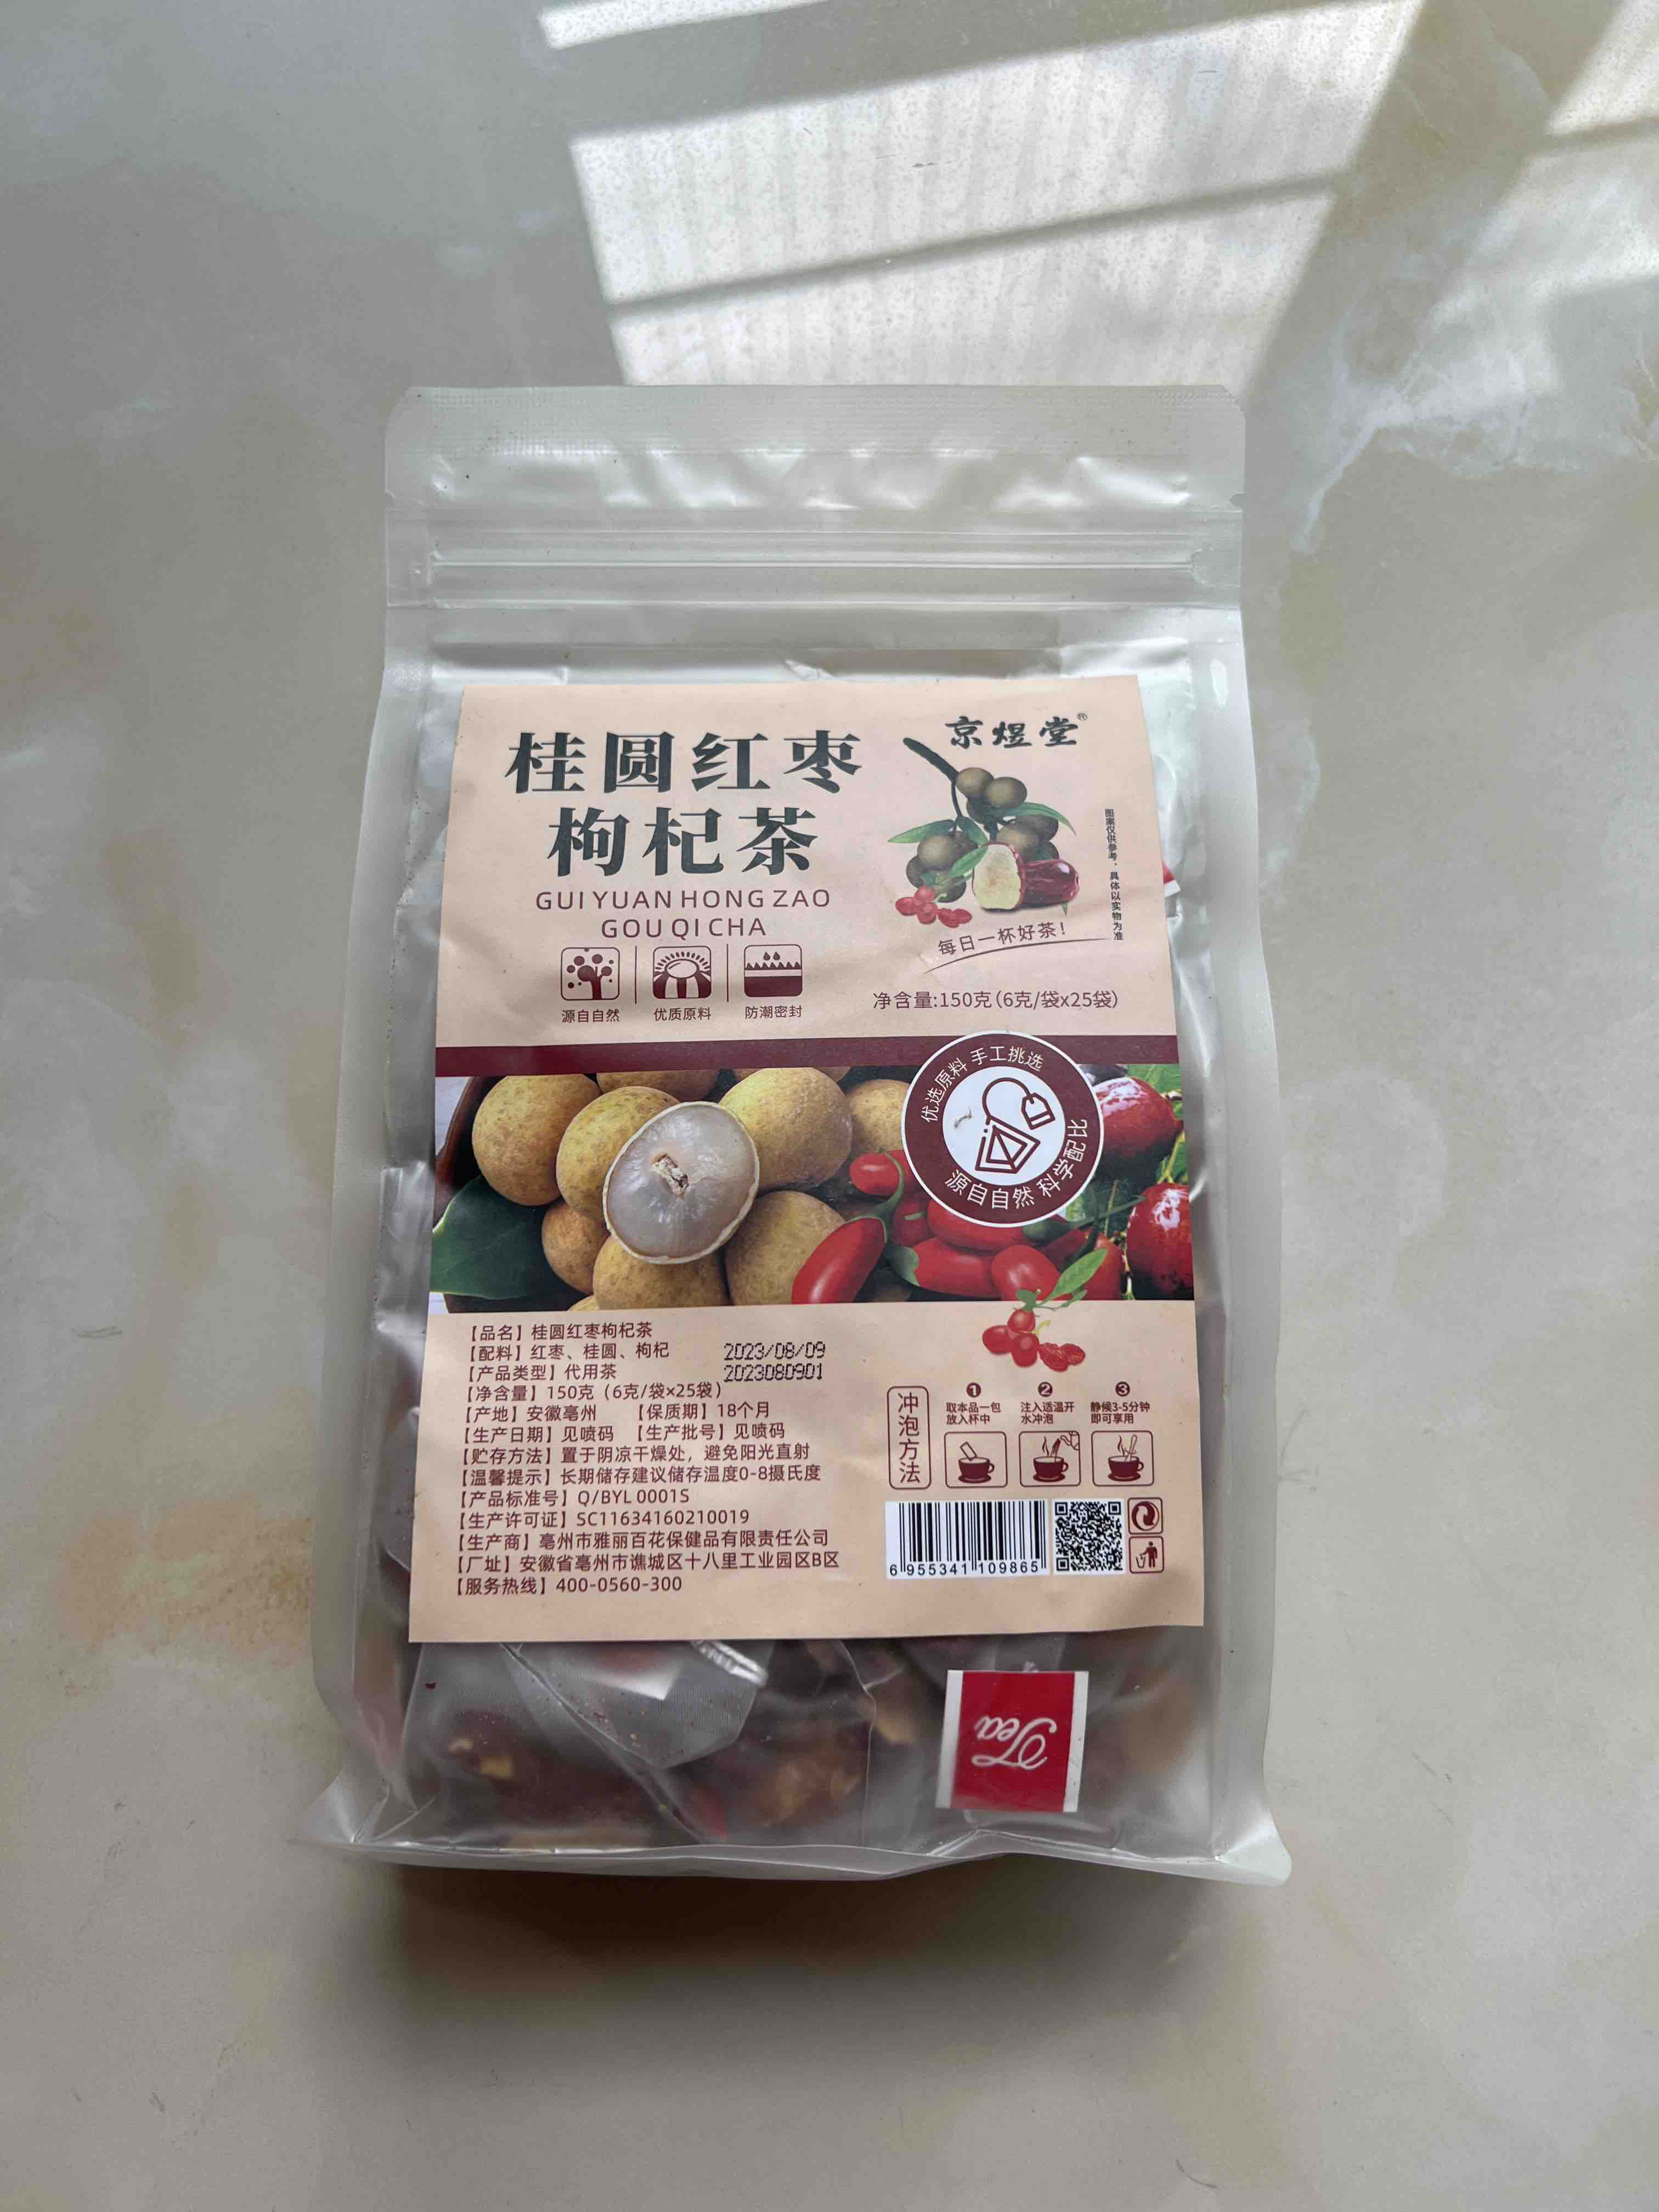 桂圆红枣
枸杞茶
GUI YUAN HONG ZAO
GOU QI CHA
源自自然
优质原料
防潮密封
京煜堂®
图案仅供参考，具体以实物为准
每日一杯好茶！
净含量:150克(6克/袋x25袋)
优选原料 手工挑选
源自自然 科学配比
【品名】桂圆红枣枸杞茶
【配料】红枣、桂圆、枸杞
2023/08/09
【产品类型】代用茶
2023080901
【净含量】150克（6克/袋×25袋）
【产地】安徽亳州 【保质期】18个月
【生产日期】见喷码 【生产批号】见喷码
【贮存方法】置于阴凉干燥处，避免阳光直射
【温馨提示】长期储存建议储存温度0-8摄氏度
【产品标准号】Q/BYL 0001S
【生产许可证】SC11634160210019
【生产商】亳州市雅丽百花保健品有限责任公司
【厂址】安徽省亳州市谯城区十八里工业园区B区
【服务热线】400-0560-300
冲泡方法
1
取本品一包
放入杯中
2
注入适温开
水冲泡
3
静候3-5分钟
即可享用
6 955341 109865
Tea